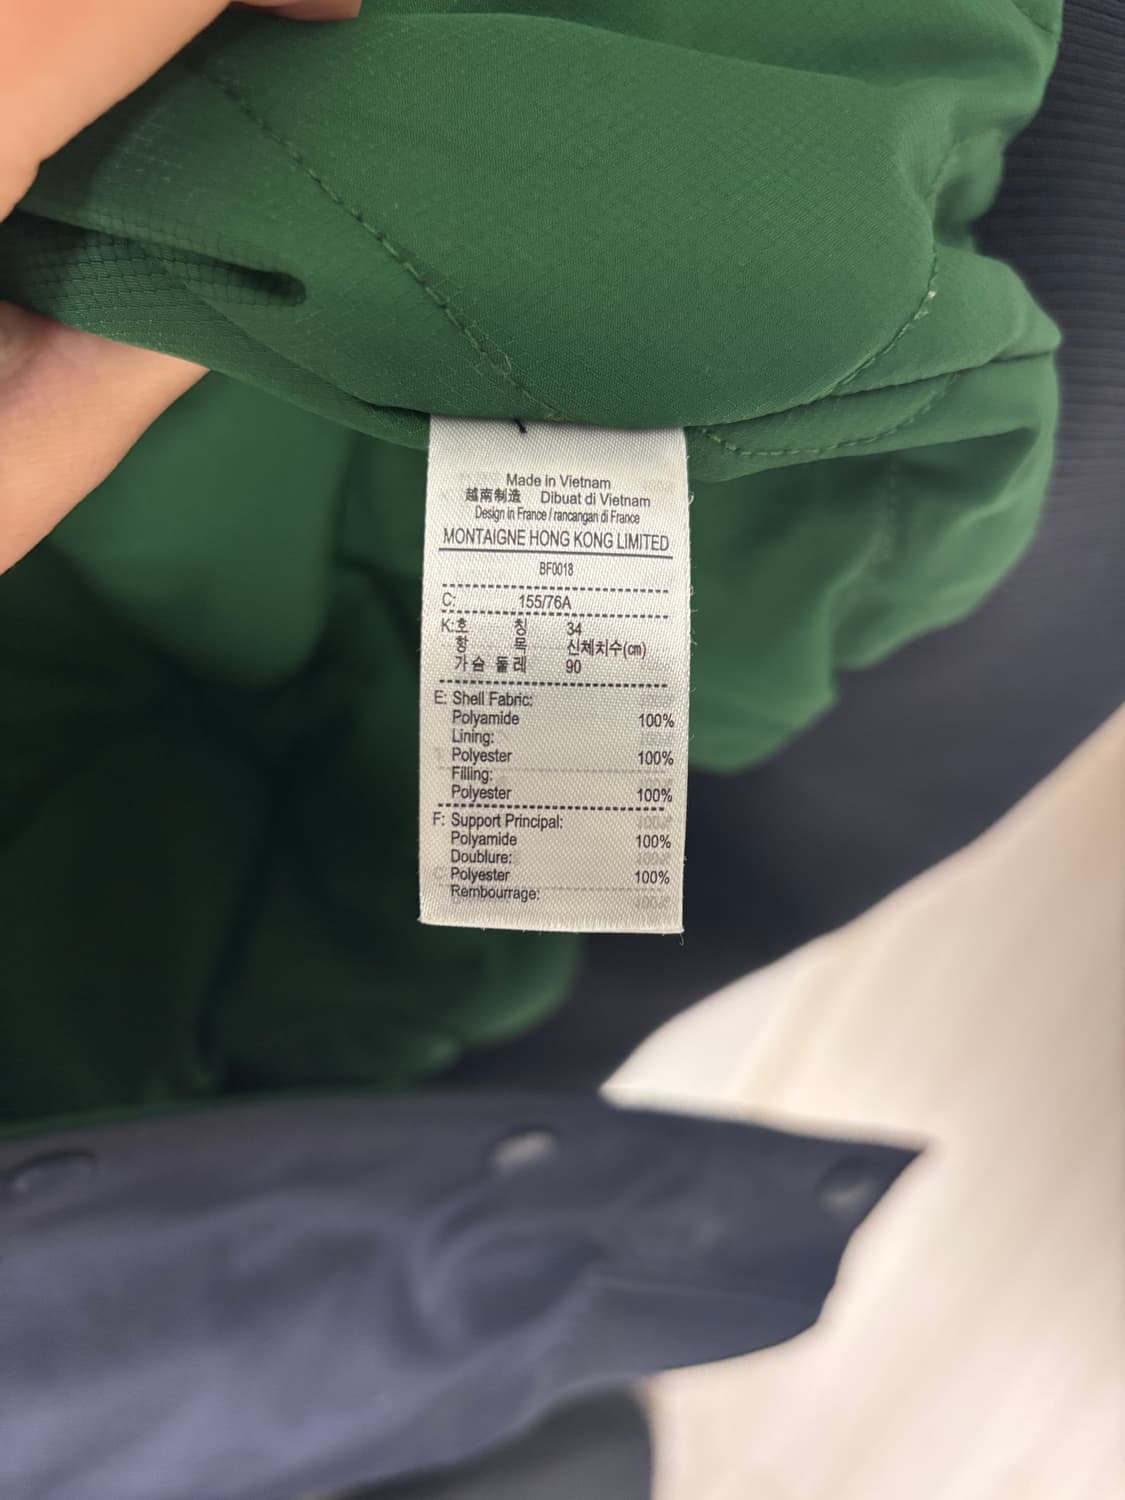 Made in Vietnam
越南制造 Dibuat di Vietnam
Design in France / rancangan di France
MONTAIGNE HONG KONG LIMITED
BF0018
C: 155/76A
K:호 칭 34
항 목 신체치수(㎝)
가슴 둘레 90
E: Shell Fabric:
Polyamide 100%
Lining:
Polyester 100%
Filling:
Polyester 100%
F: Support Principal:
Polyamide 100%
Doublure:
Polyester 100%
Rembourrage: